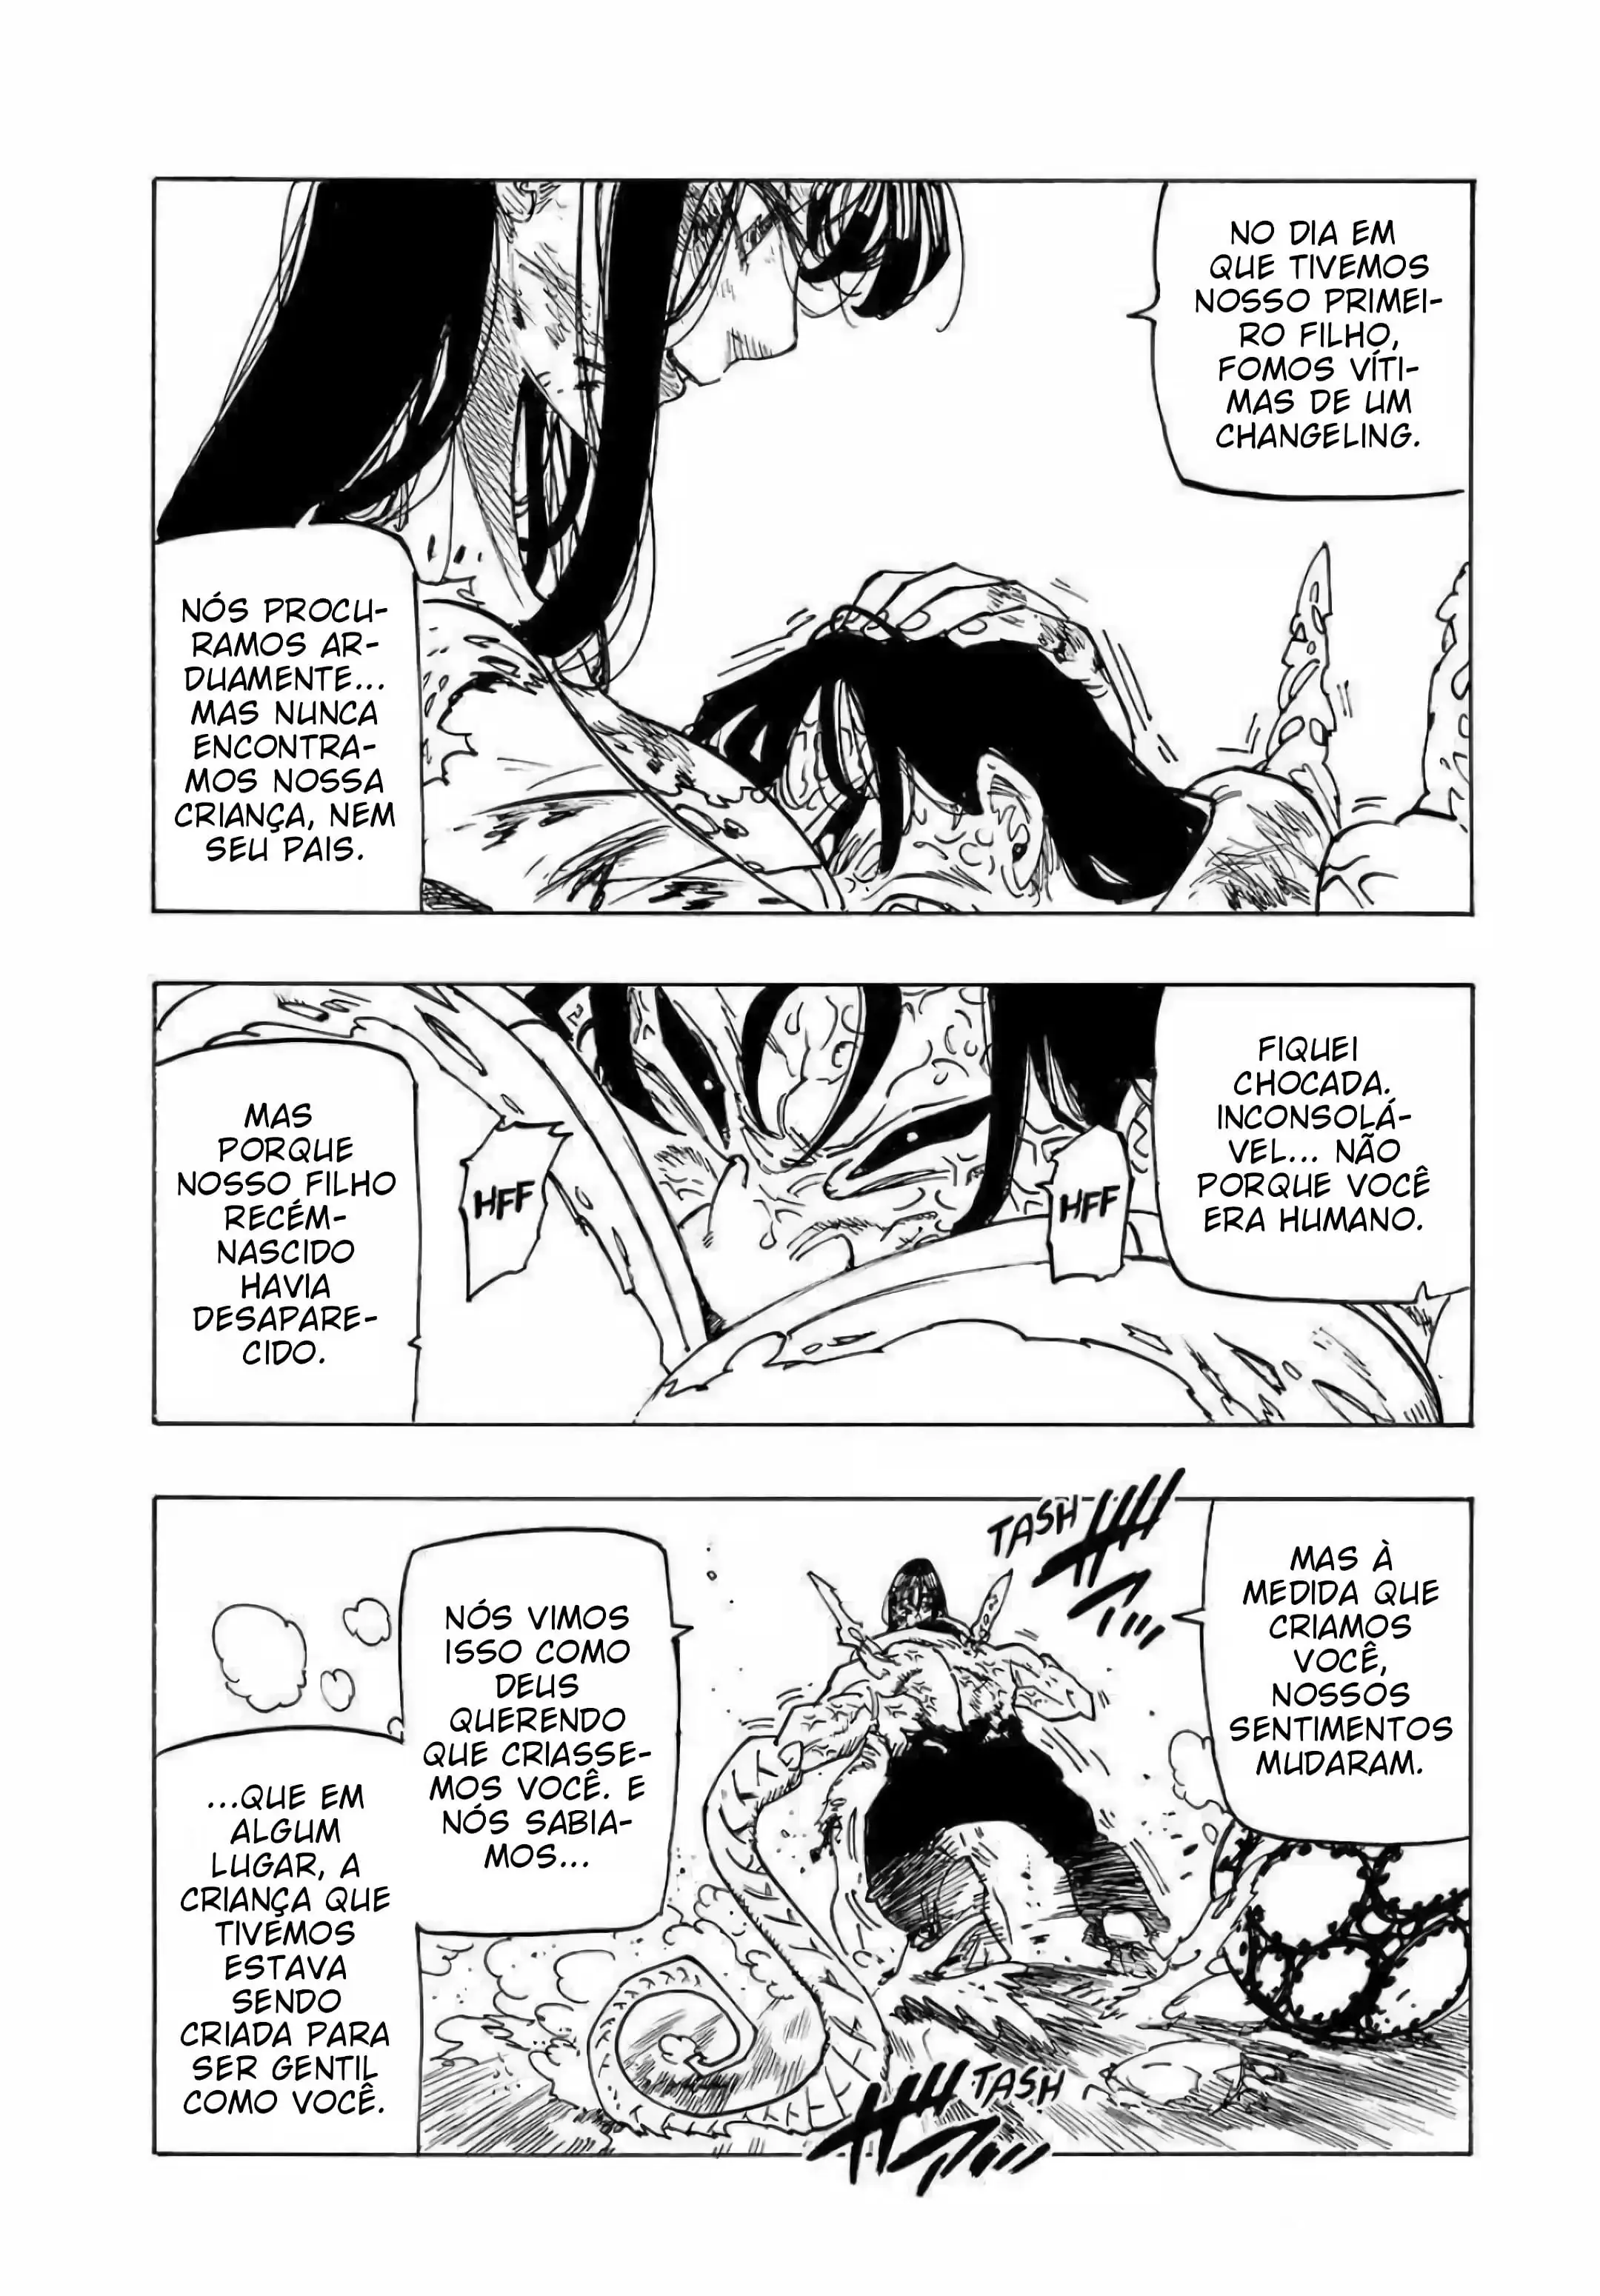 NO DIA EM
QUE TIVEMOS
NOSSO PRIMEI-
RO FILHO,
FOMOS VÍTI-
MAS DE UM
CHANGELING.
NÓS PROCU-
RAMOS AR-
DUAMENTE...
MAS NUNCA
ENCONTRA-
MOS NOSSA
CRIANÇA, NEM
SEU PAIS.
FIQUEI
CHOCADA.
INCONSOLÁ-
VEL... NÃO
PORQUE VOCÊ
ERA HUMANO.
HFF
HFF
MAS
PORQUE
NOSSO FILHO
RECÉM-
NASCIDO
HAVIA
DESAPARE-
CIDO.
MAS À
MEDIDA QUE
CRIAMOS
VOCÊ,
NOSSOS
SENTIMENTOS
MUDARAM.
TASH
ザッ
NÓS VIMOS
ISSO COMO
DEUS
QUERENDO
QUE CRIASSE-
MOS VOCÊ. E
NÓS SABIA-
MOS...
...QUE EM
ALGUM
LUGAR, A
CRIANÇA QUE
TIVEMOS
ESTAVA
SENDO
CRIADA PARA
SER GENTIL
COMO VOCÊ.
TASH
ザッ